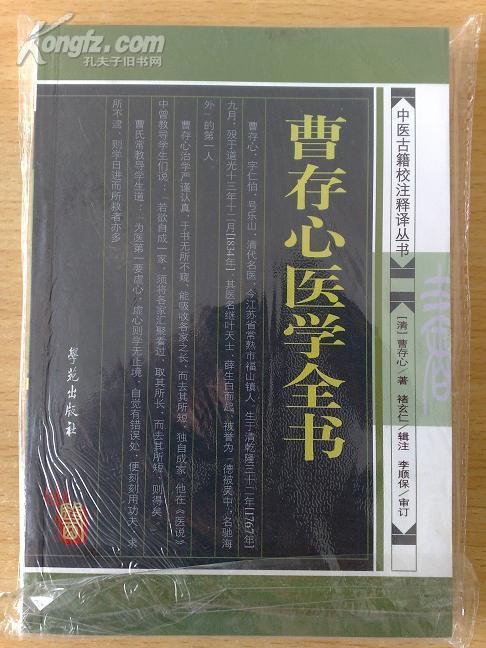 Kongfz.com
孔夫子旧书网
中医古籍校注释译丛书
[清]曹存心/著 褚玄仁/辑注 李顺保/审订
曹存心医学全书
曹存心，字仁伯，号乐山，清代名医，今江苏省常熟市福山镇人，生于清乾隆三十二年[1767年]
九月，殁于道光十三年十二月[1834年]，其医名继叶天士、薛生白而起，被誉为“德被吴中，名驰海
外”的第一人。
曹存心治学严谨认真，于书无所不窥，能吸收各家之长，而去其所短，独自成家。他在《医说》
中曾教导学生们说：若欲自成一家，须将各家汇聚看过，取其所长，而去其所短，则得矣。
曹氏常教导学生道：为医第一要虚心，虚心则学无止境，自觉有错误处，便刻刻用功夫，求
所不逮，则学日进而所救者亦多。
學苑出版社